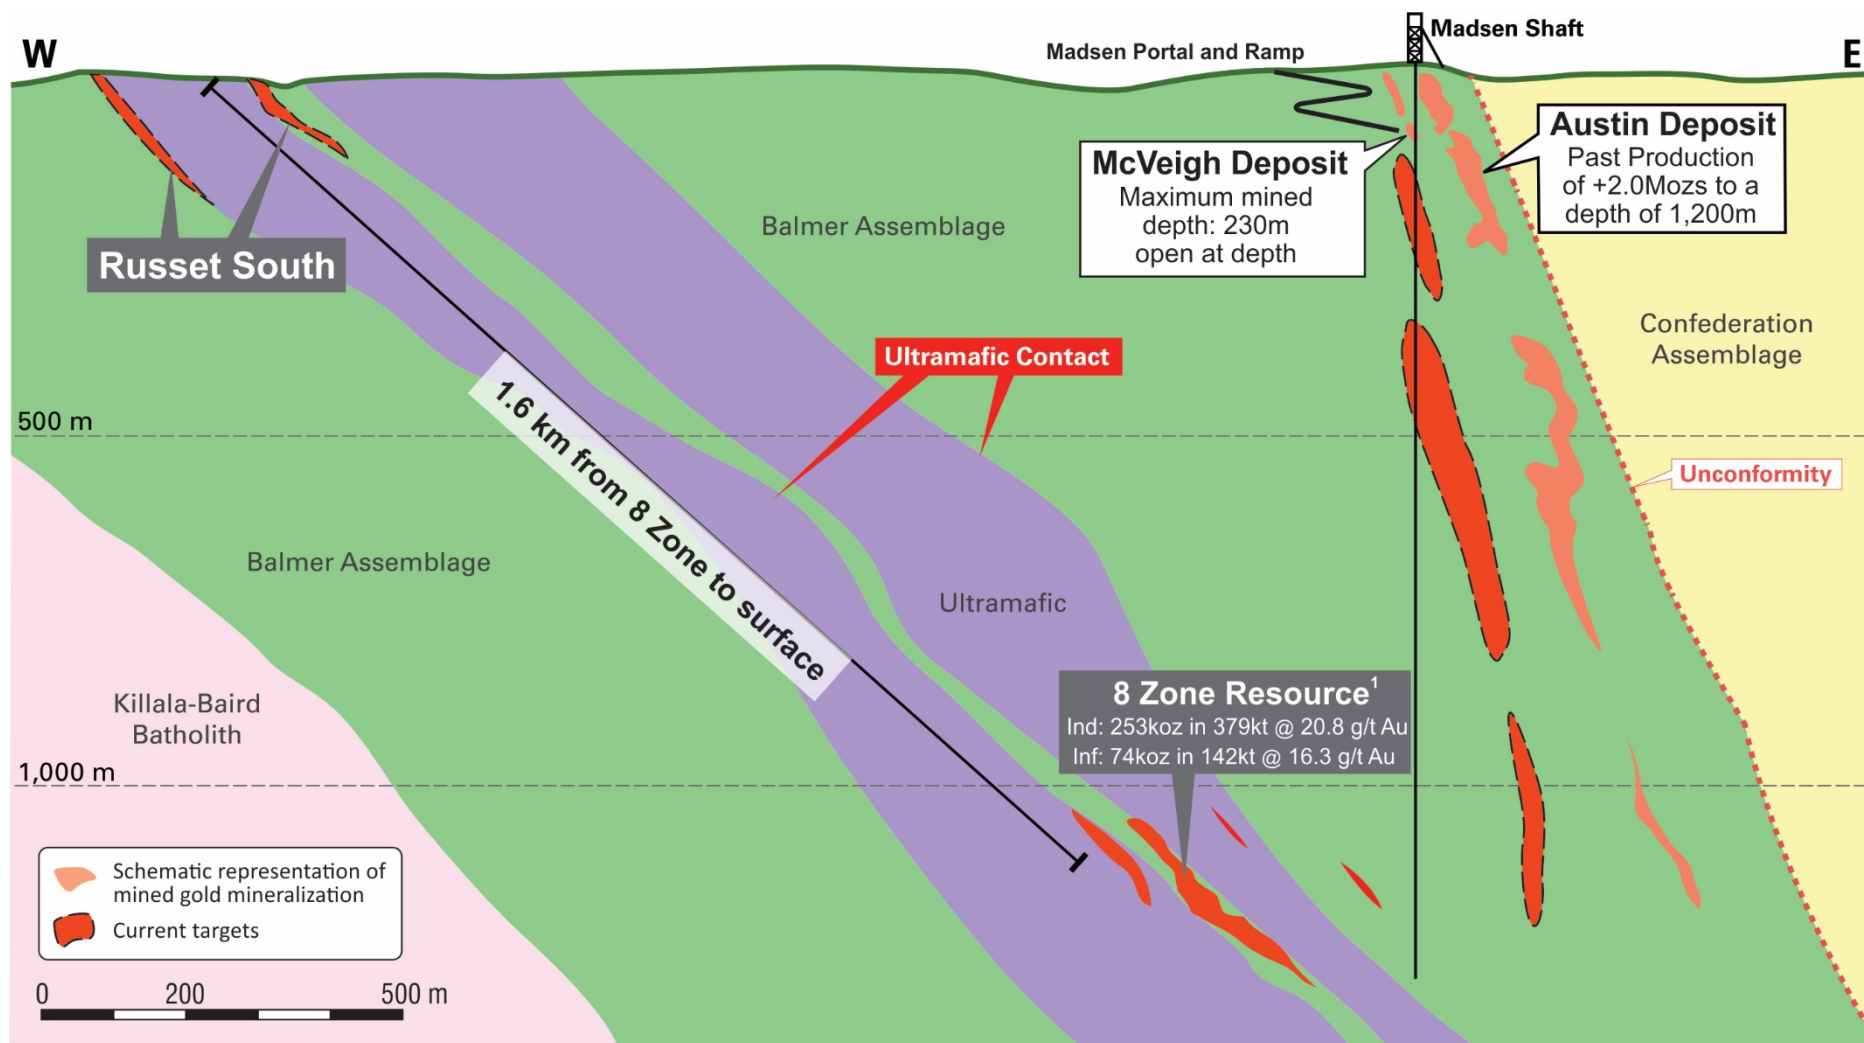 W
Madsen Portal and Ramp
Madsen Shaft
E
McVeigh Deposit
Maximum mined
depth: 230m
open at depth
Austin Deposit
Past Production
of +2.0Mozs to a
depth of 1,200m
Balmer Assemblage
Russet South
Confederation
Assemblage
Ultramafic Contact
500 m
1.6 km from 8 Zone to surface
Unconformity
Balmer Assemblage
Ultramafic
Killala-Baird
Batholith
8 Zone Resource¹
Ind: 253koz in 379kt @ 20.8 g/t Au
Inf: 74koz in 142kt @ 16.3 g/t Au
1,000 m
Schematic representation of
mined gold mineralization
Current targets
0 200 500 m